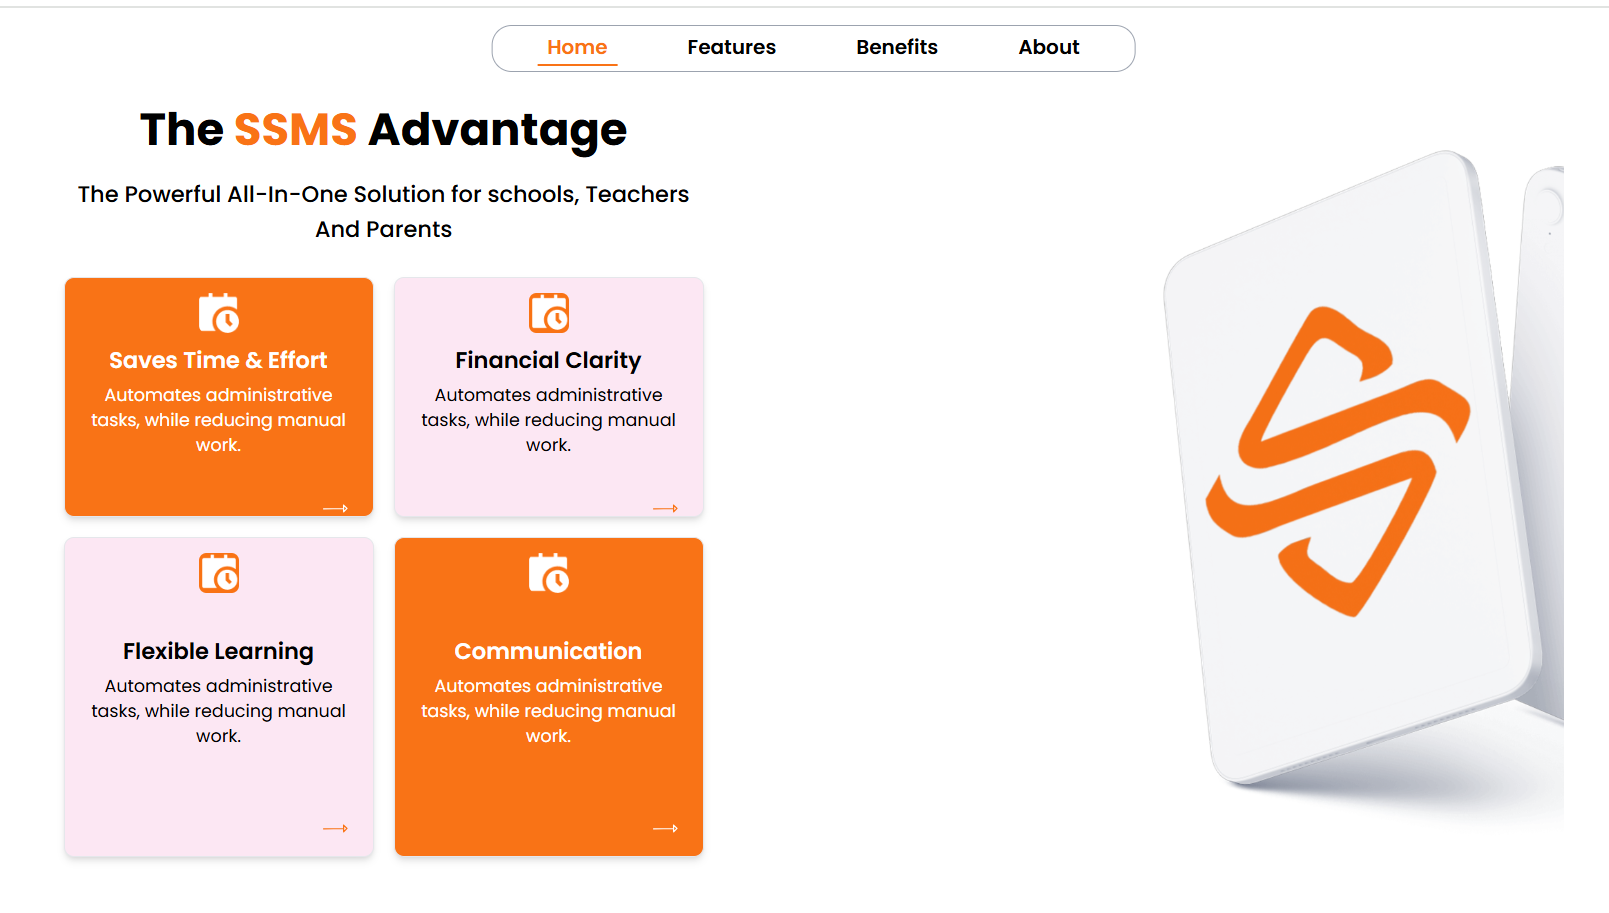 Home Features Benefits About
The SSMS Advantage
The Powerful All-In-One Solution for schools, Teachers
And Parents
Saves Time & Effort
Automates administrative
tasks, while reducing manual
work.
Financial Clarity
Automates administrative
tasks, while reducing manual
work.
Flexible Learning
Automates administrative
tasks, while reducing manual
work.
Communication
Automates administrative
tasks, while reducing manual
work.